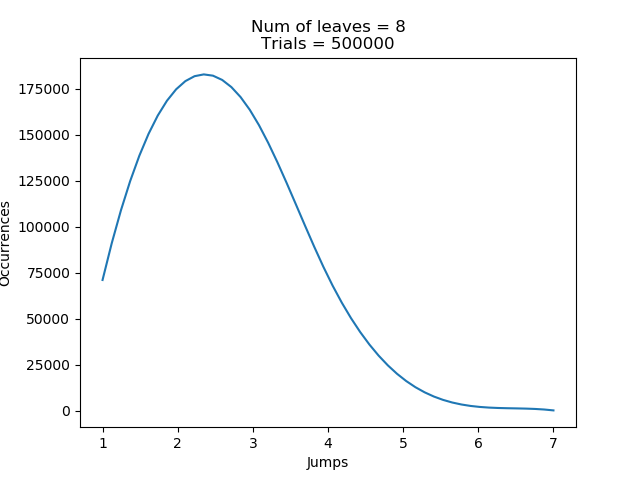 Num of leaves = 8
Trials = 500000
175000
150000
125000
100000
75000
50000
25000
0
Occurrences
1 2 3 4 5 6 7
Jumps